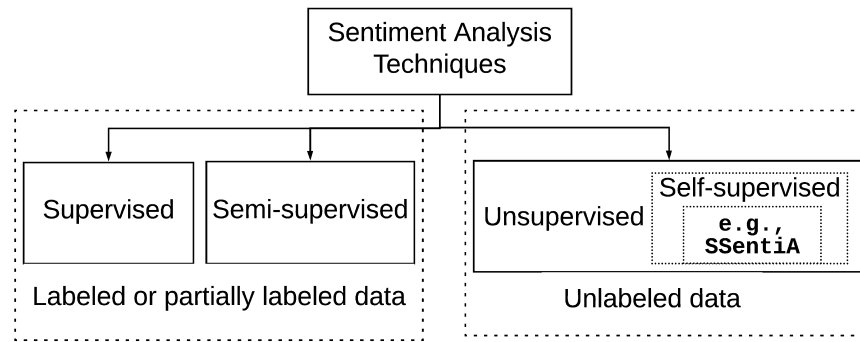 Sentiment Analysis
Techniques
Supervised
Semi-supervised
Unsupervised
Self-supervised
e.g.,
SSentiA
Labeled or partially labeled data
Unlabeled data